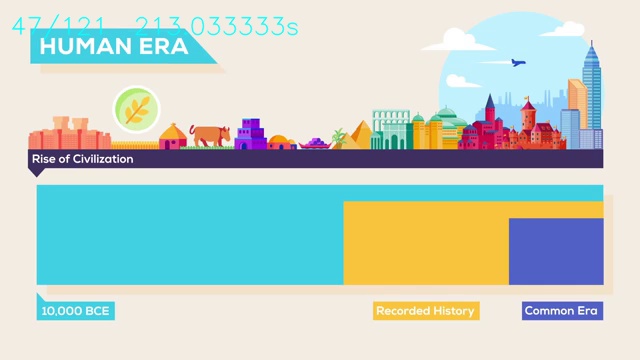 47/121 213.033333s
HUMAN ERA
Rise of Civilization
10,000 BCE
Recorded History
Common Era